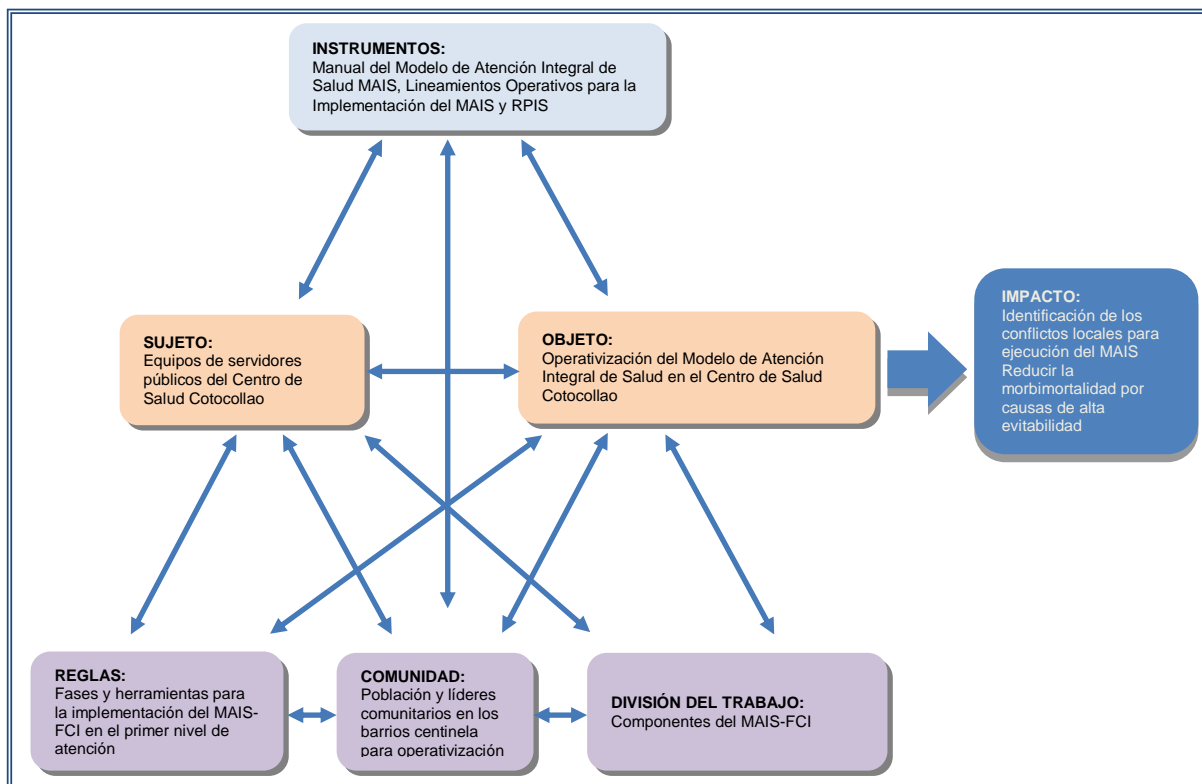 INSTRUMENTOS:
Manual del Modelo de Atención Integral de
Salud MAIS, Lineamientos Operativos para la
Implementación del MAIS y RPIS
SUJETO:
Equipos de servidores
públicos del Centro de
Salud Cotocollao
OBJETO:
Operativización del Modelo de Atención
Integral de Salud en el Centro de Salud
Cotocollao
IMPACTO:
Identificación de los
conflictos locales para
ejecución del MAIS
Reducir la
morbimortalidad por
causas de alta
evitabilidad
REGLAS:
Fases y herramientas para
la implementación del MAIS-
FCI en el primer nivel de
atención
COMUNIDAD:
Población y líderes
comunitarios en los
barrios centinela
para operativización
DIVISIÓN DEL TRABAJO:
Componentes del MAIS-FCI